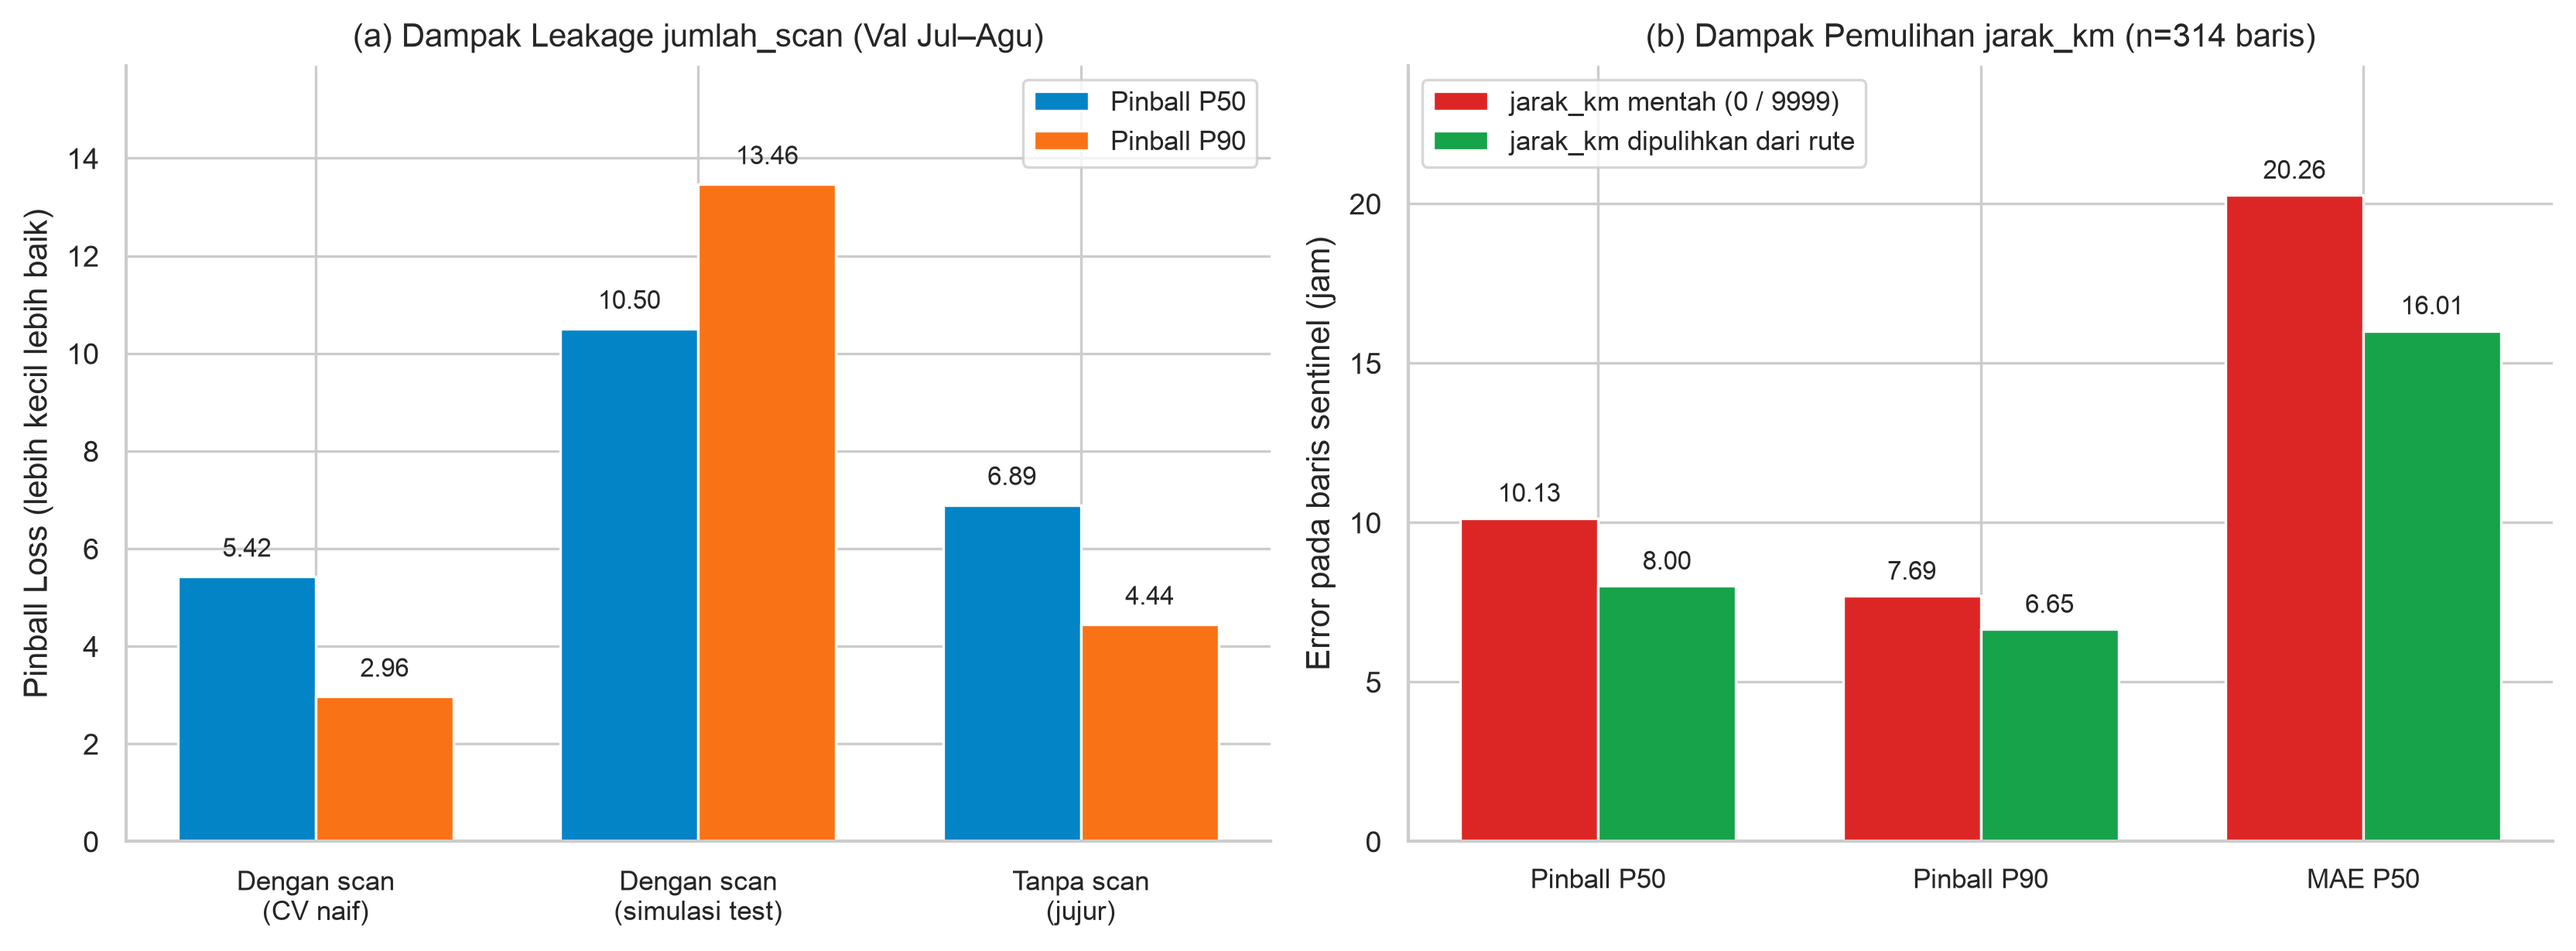 (a) Dampak Leakage jumlah_scan (Val Jul–Agu)
Pinball P50
Pinball P90
Pinball Loss (lebih kecil lebih baik)
14
12
10
8
6
4
2
0
5.42
2.96
10.50
13.46
6.89
4.44
Dengan scan
(CV naif)
Dengan scan
(simulasi test)
Tanpa scan
(jujur)
(b) Dampak Pemulihan jarak_km (n=314 baris)
jarak_km mentah (0 / 9999)
jarak_km dipulihkan dari rute
Error pada baris sentinel (jam)
20
15
10
5
0
10.13
8.00
7.69
6.65
20.26
16.01
Pinball P50
Pinball P90
MAE P50